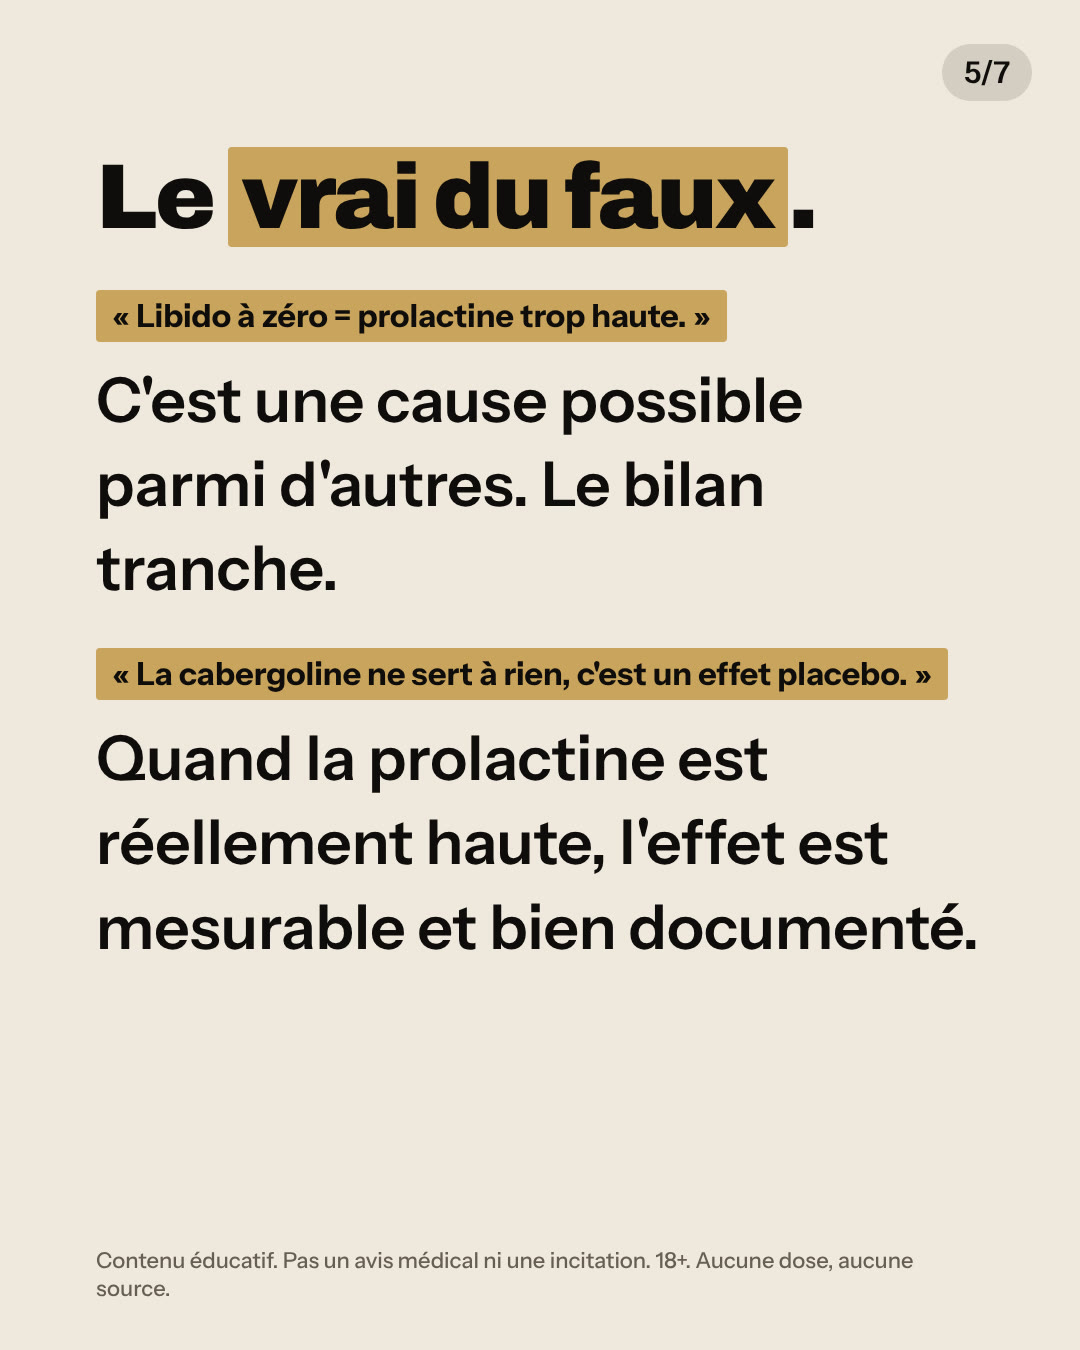 5/7
Le vrai du faux.
« Libido à zéro = prolactine trop haute. »
C'est une cause possible
parmi d'autres. Le bilan
tranche.
« La cabergoline ne sert à rien, c'est un effet placebo. »
Quand la prolactine est
réellement haute, l'effet est
mesurable et bien documenté.
Contenu éducatif. Pas un avis médical ni une incitation. 18+. Aucune dose, aucune
source.